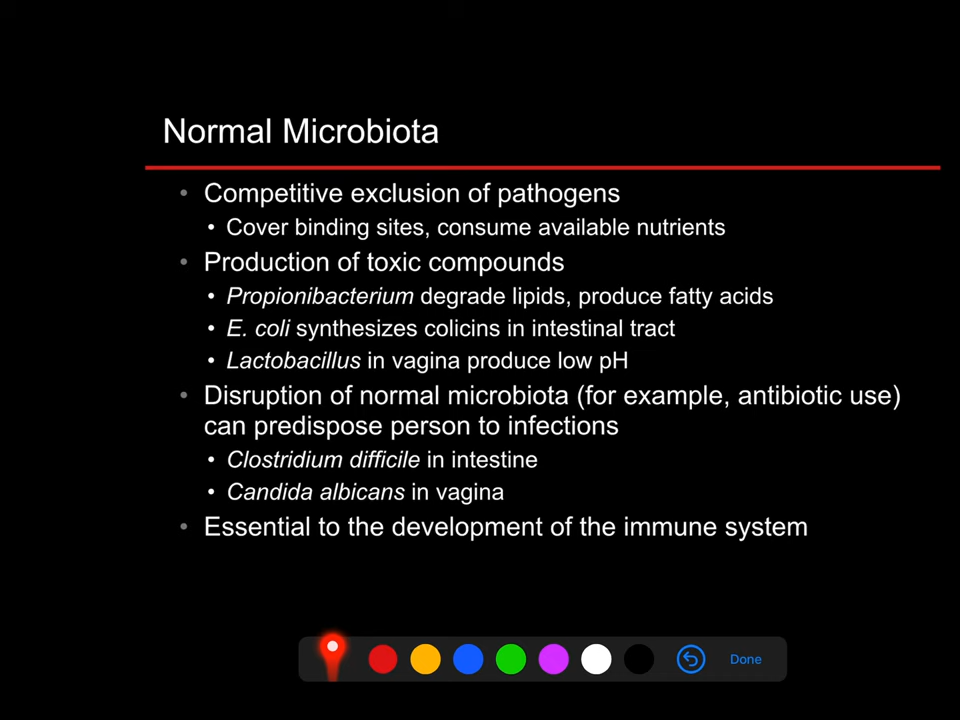 Normal Microbiota
• Competitive exclusion of pathogens
• Cover binding sites, consume available nutrients
• Production of toxic compounds
• Propionibacterium degrade lipids, produce fatty acids
• E. coli synthesizes colicins in intestinal tract
• Lactobacillus in vagina produce low pH
• Disruption of normal microbiota (for example, antibiotic use)
can predispose person to infections
• Clostridium difficile in intestine
• Candida albicans in vagina
• Essential to the development of the immune system
Done